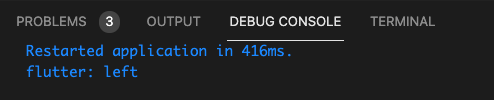 PROBLEMS 3 OUTPUT DEBUG CONSOLE TERMINAL
Restarted application in 416ms.
flutter: left